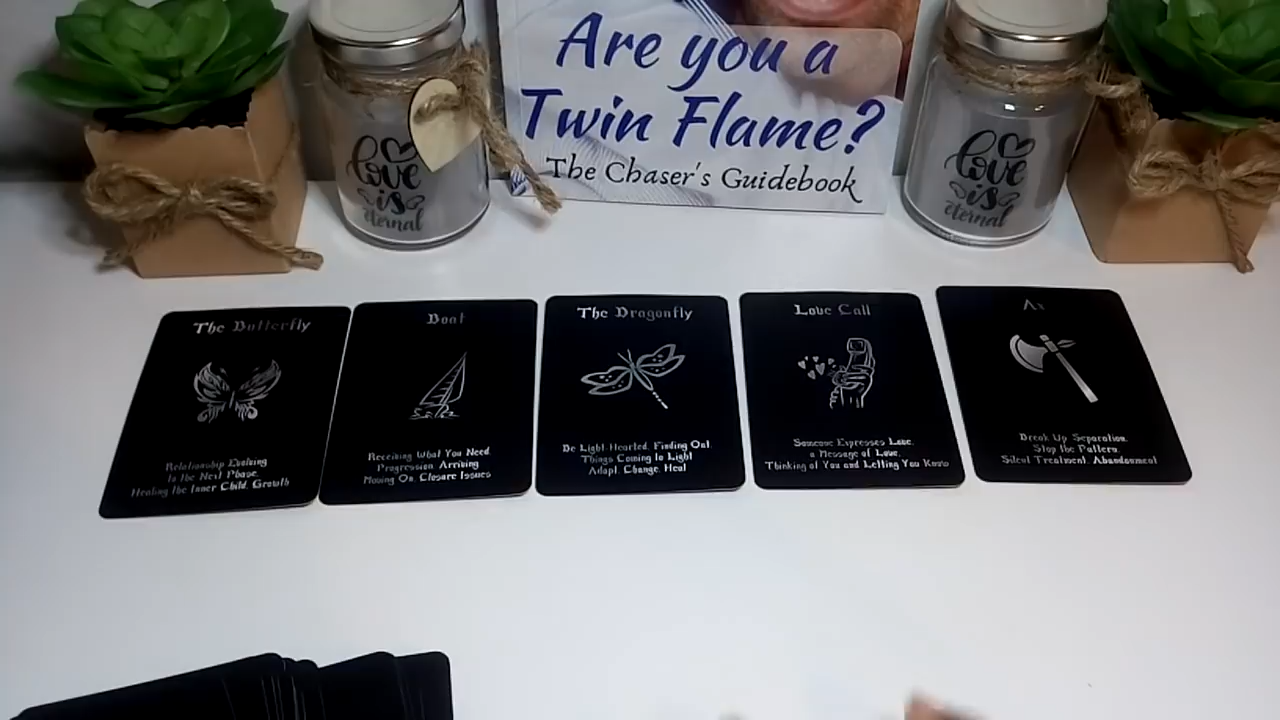 Are you a
Twin Flame?
The Chaser's Guidebook
Love
is
eternal
Love
is
eternal
The Butterfly
Relationship Evolving
to the Next Phase.
Healing the Inner Child. Growth
Boat
Receiving What You Need
Progression Arriving
Moving On. Closure Issues
The Dragonfly
Be Light-Hearted. Finding Out.
Things Coming to Light
Adapt. Change. Heal
Love Call
Someone Expresses Love.
a Message of Love.
Thinking of You and Letting You Know
Ax
Break Up. Separation.
Stop the Pattern.
Silent Treatment. Abandonment